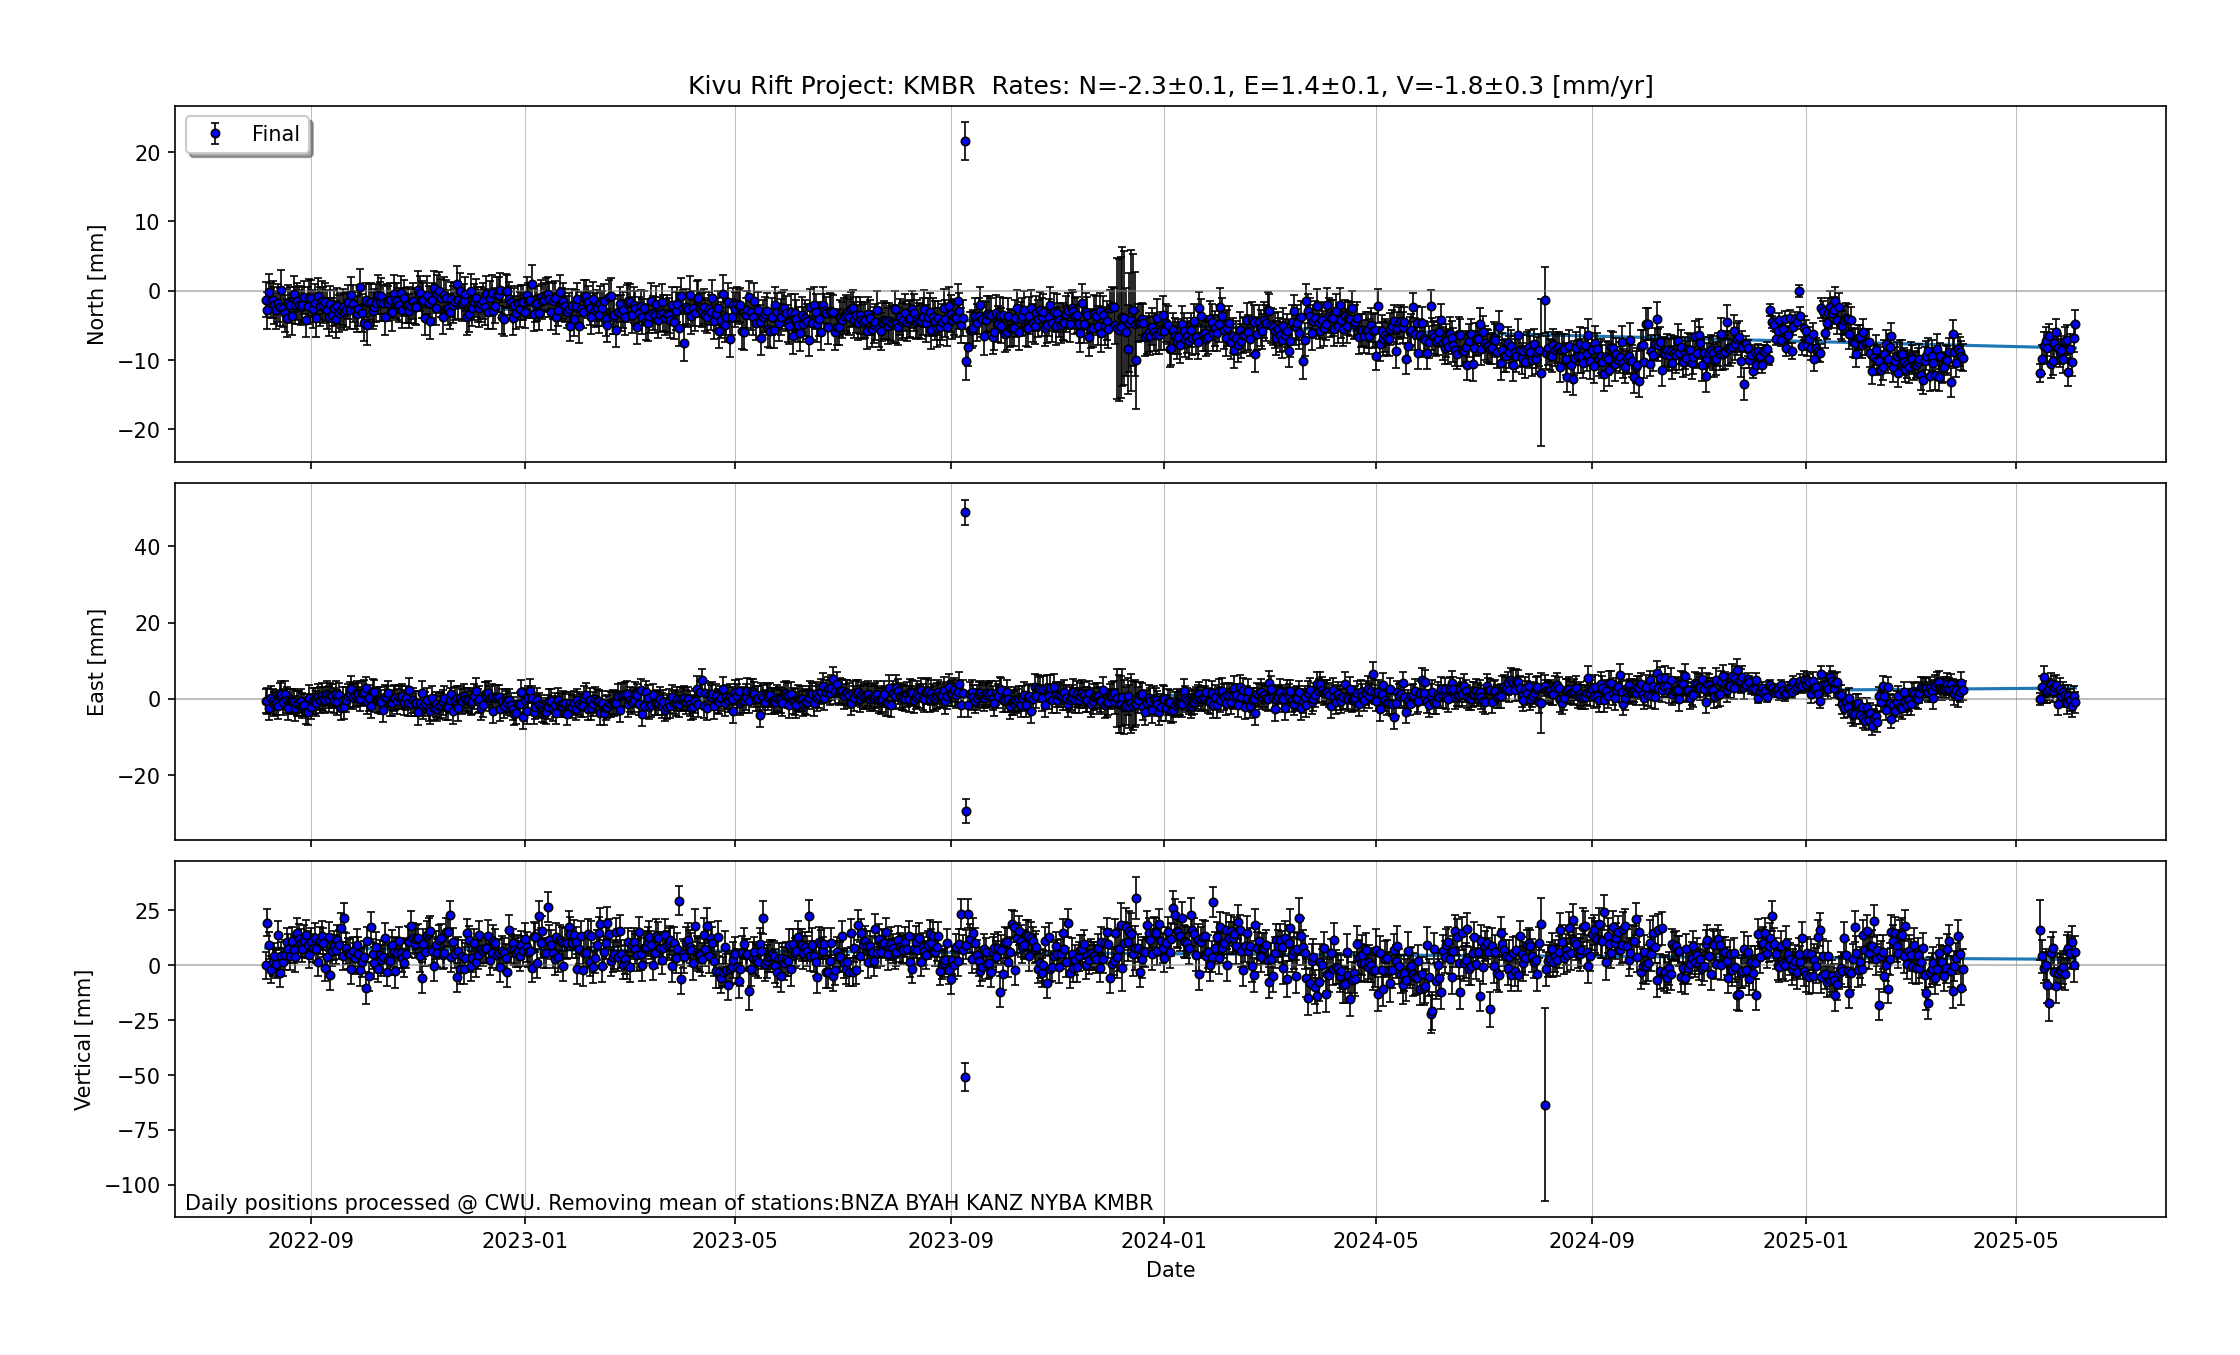 Kivu Rift Project: KMBR  Rates: N=-2.3±0.1, E=1.4±0.1, V=-1.8±0.3 [mm/yr]
Final
North [mm]
20
10
0
−10
−20
East [mm]
40
20
0
−20
Vertical [mm]
25
0
−25
−50
−75
−100
Daily positions processed @ CWU. Removing mean of stations:BNZA BYAH KANZ NYBA KMBR
2022-09 2023-01 2023-05 2023-09 2024-01 2024-05 2024-09 2025-01 2025-05
Date